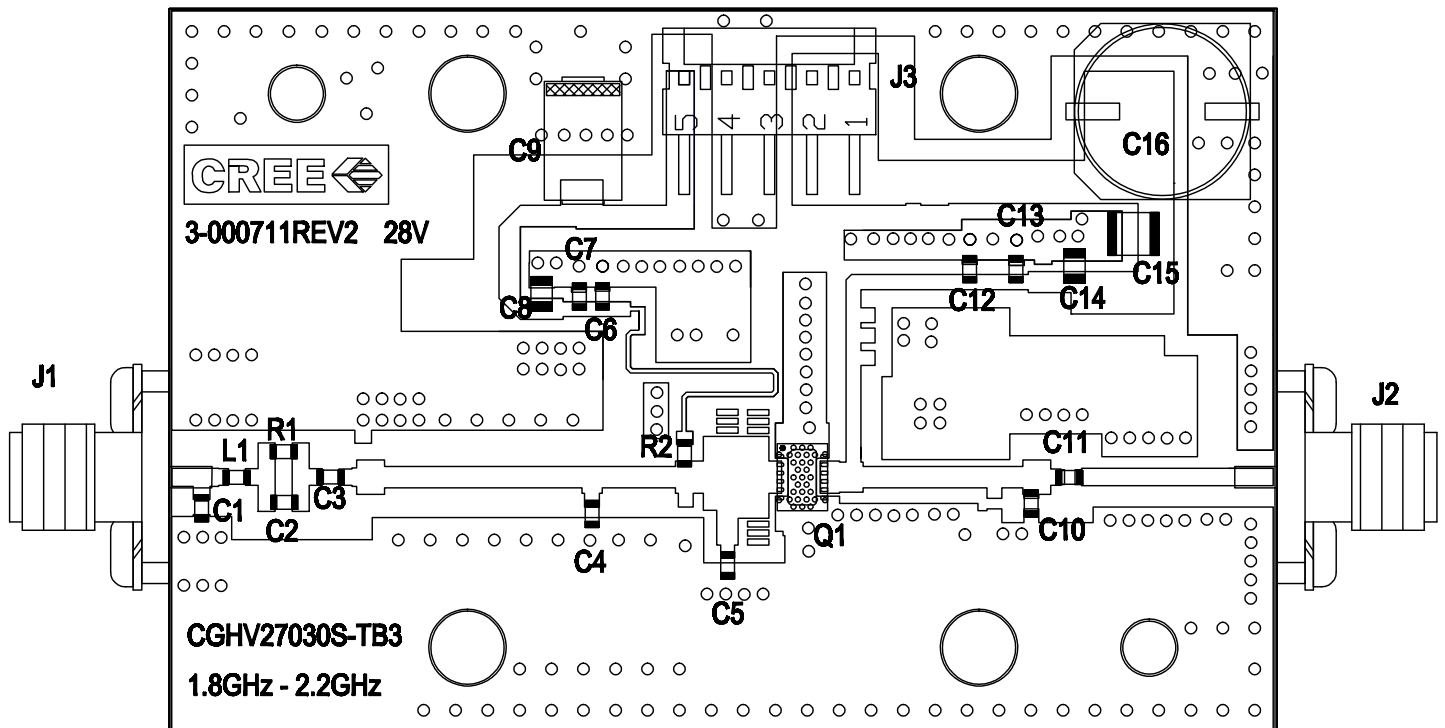 J3
5 4 3 2 1
C9
C16
CREE
3-000711REV2 28V
C13
C7
C15
C8
C12
C14
C6
J1
J2
R1
C11
L1
R2
C3
C1
C2
C10
Q1
C4
C5
CGHV27030S-TB3
1.8GHz - 2.2GHz